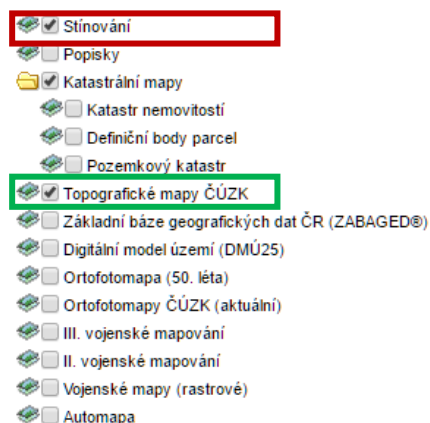 Stínování
Popisky
Katastrální mapy
Katastr nemovitostí
Definiční body parcel
Pozemkový katastr
Topografické mapy ČÚZK
Základní báze geografických dat ČR (ZABAGED®)
Digitální model území (DMÚ25)
Ortofotomapa (50. léta)
Ortofotomapy ČÚZK (aktuální)
III. vojenské mapování
II. vojenské mapování
Vojenské mapy (rastrové)
Automapa